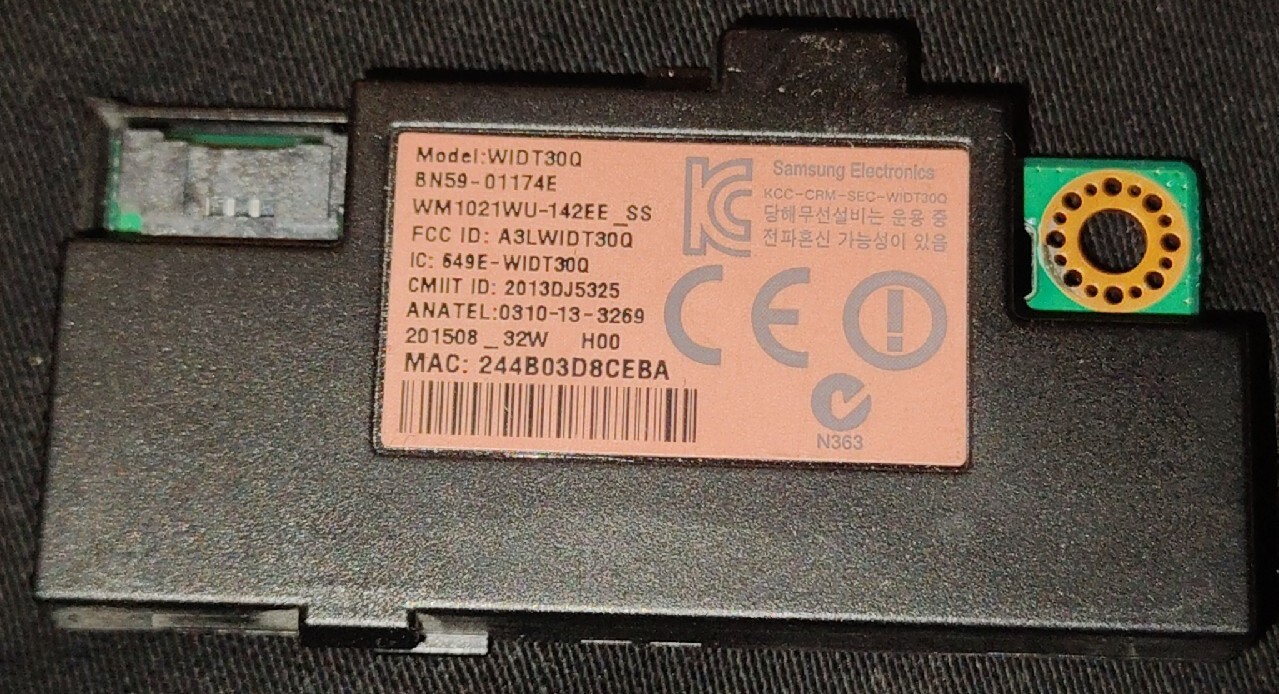 Model:WIDT30Q
BN59-01174E
WM1021WU-142EE_SS
FCC ID: A3LWIDT30Q
IC: 649E-WIDT30Q
CMIIT ID: 2013DJ5325
ANATEL:0310-13-3269
201508_32W H00
MAC: 244B03D8CEBA
Samsung Electronics
KCC-CRM-SEC-WIDT30Q
당해무선설비는 운용 중
전파혼신 가능성이 있음
CE
N363